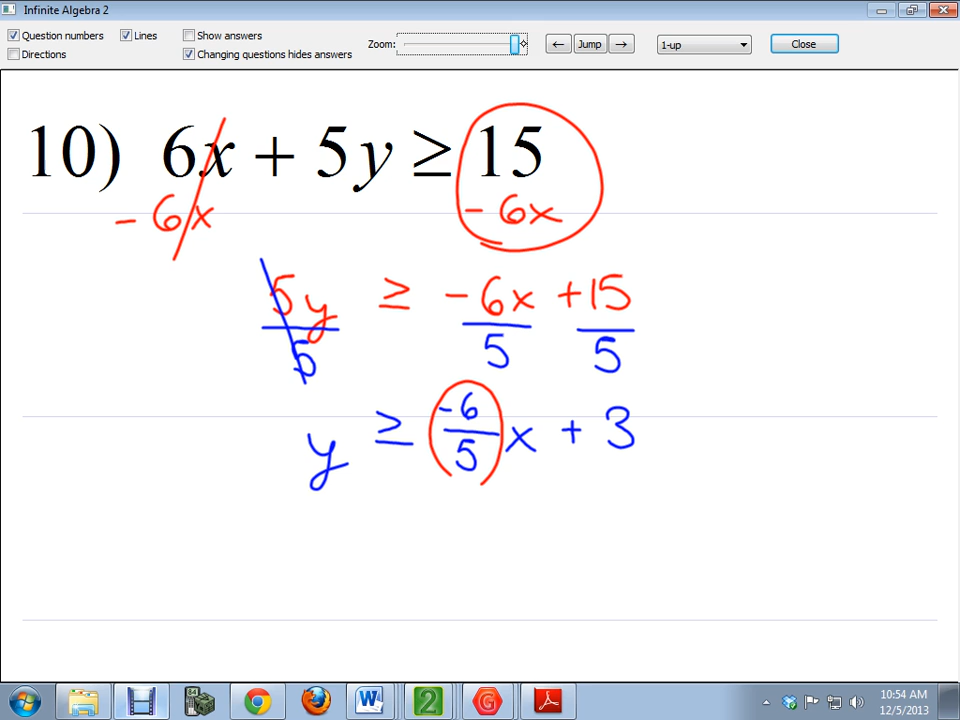 Infinite Algebra 2
Question numbers Lines Show answers
Directions Changing questions hides answers
Zoom: ← Jump → 1-up Close
10) 6x + 5y ≥ 15
- 6x - 6x
5y ≥ - 6x + 15
5 5 5
y ≥ -6/5 x + 3
84 W 2 G
10:54 AM
12/5/2013